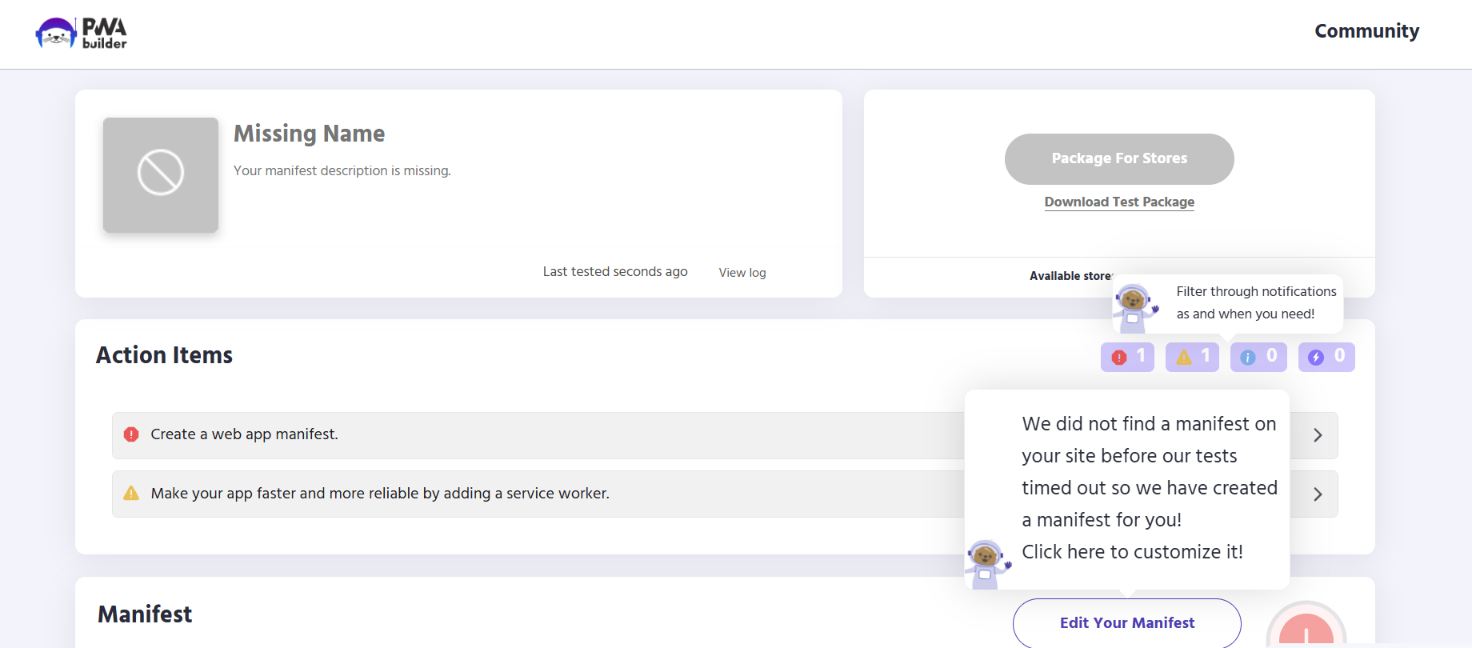 PWA
builder
Community
Missing Name
Your manifest description is missing.
Last tested seconds ago
View log
Package For Stores
Download Test Package
Available stores
Filter through notifications
as and when you need!
Action Items
1
1
0
0
Create a web app manifest.
Make your app faster and more reliable by adding a service worker.
We did not find a manifest on
your site before our tests
timed out so we have created
a manifest for you!
Click here to customize it!
Manifest
Edit Your Manifest